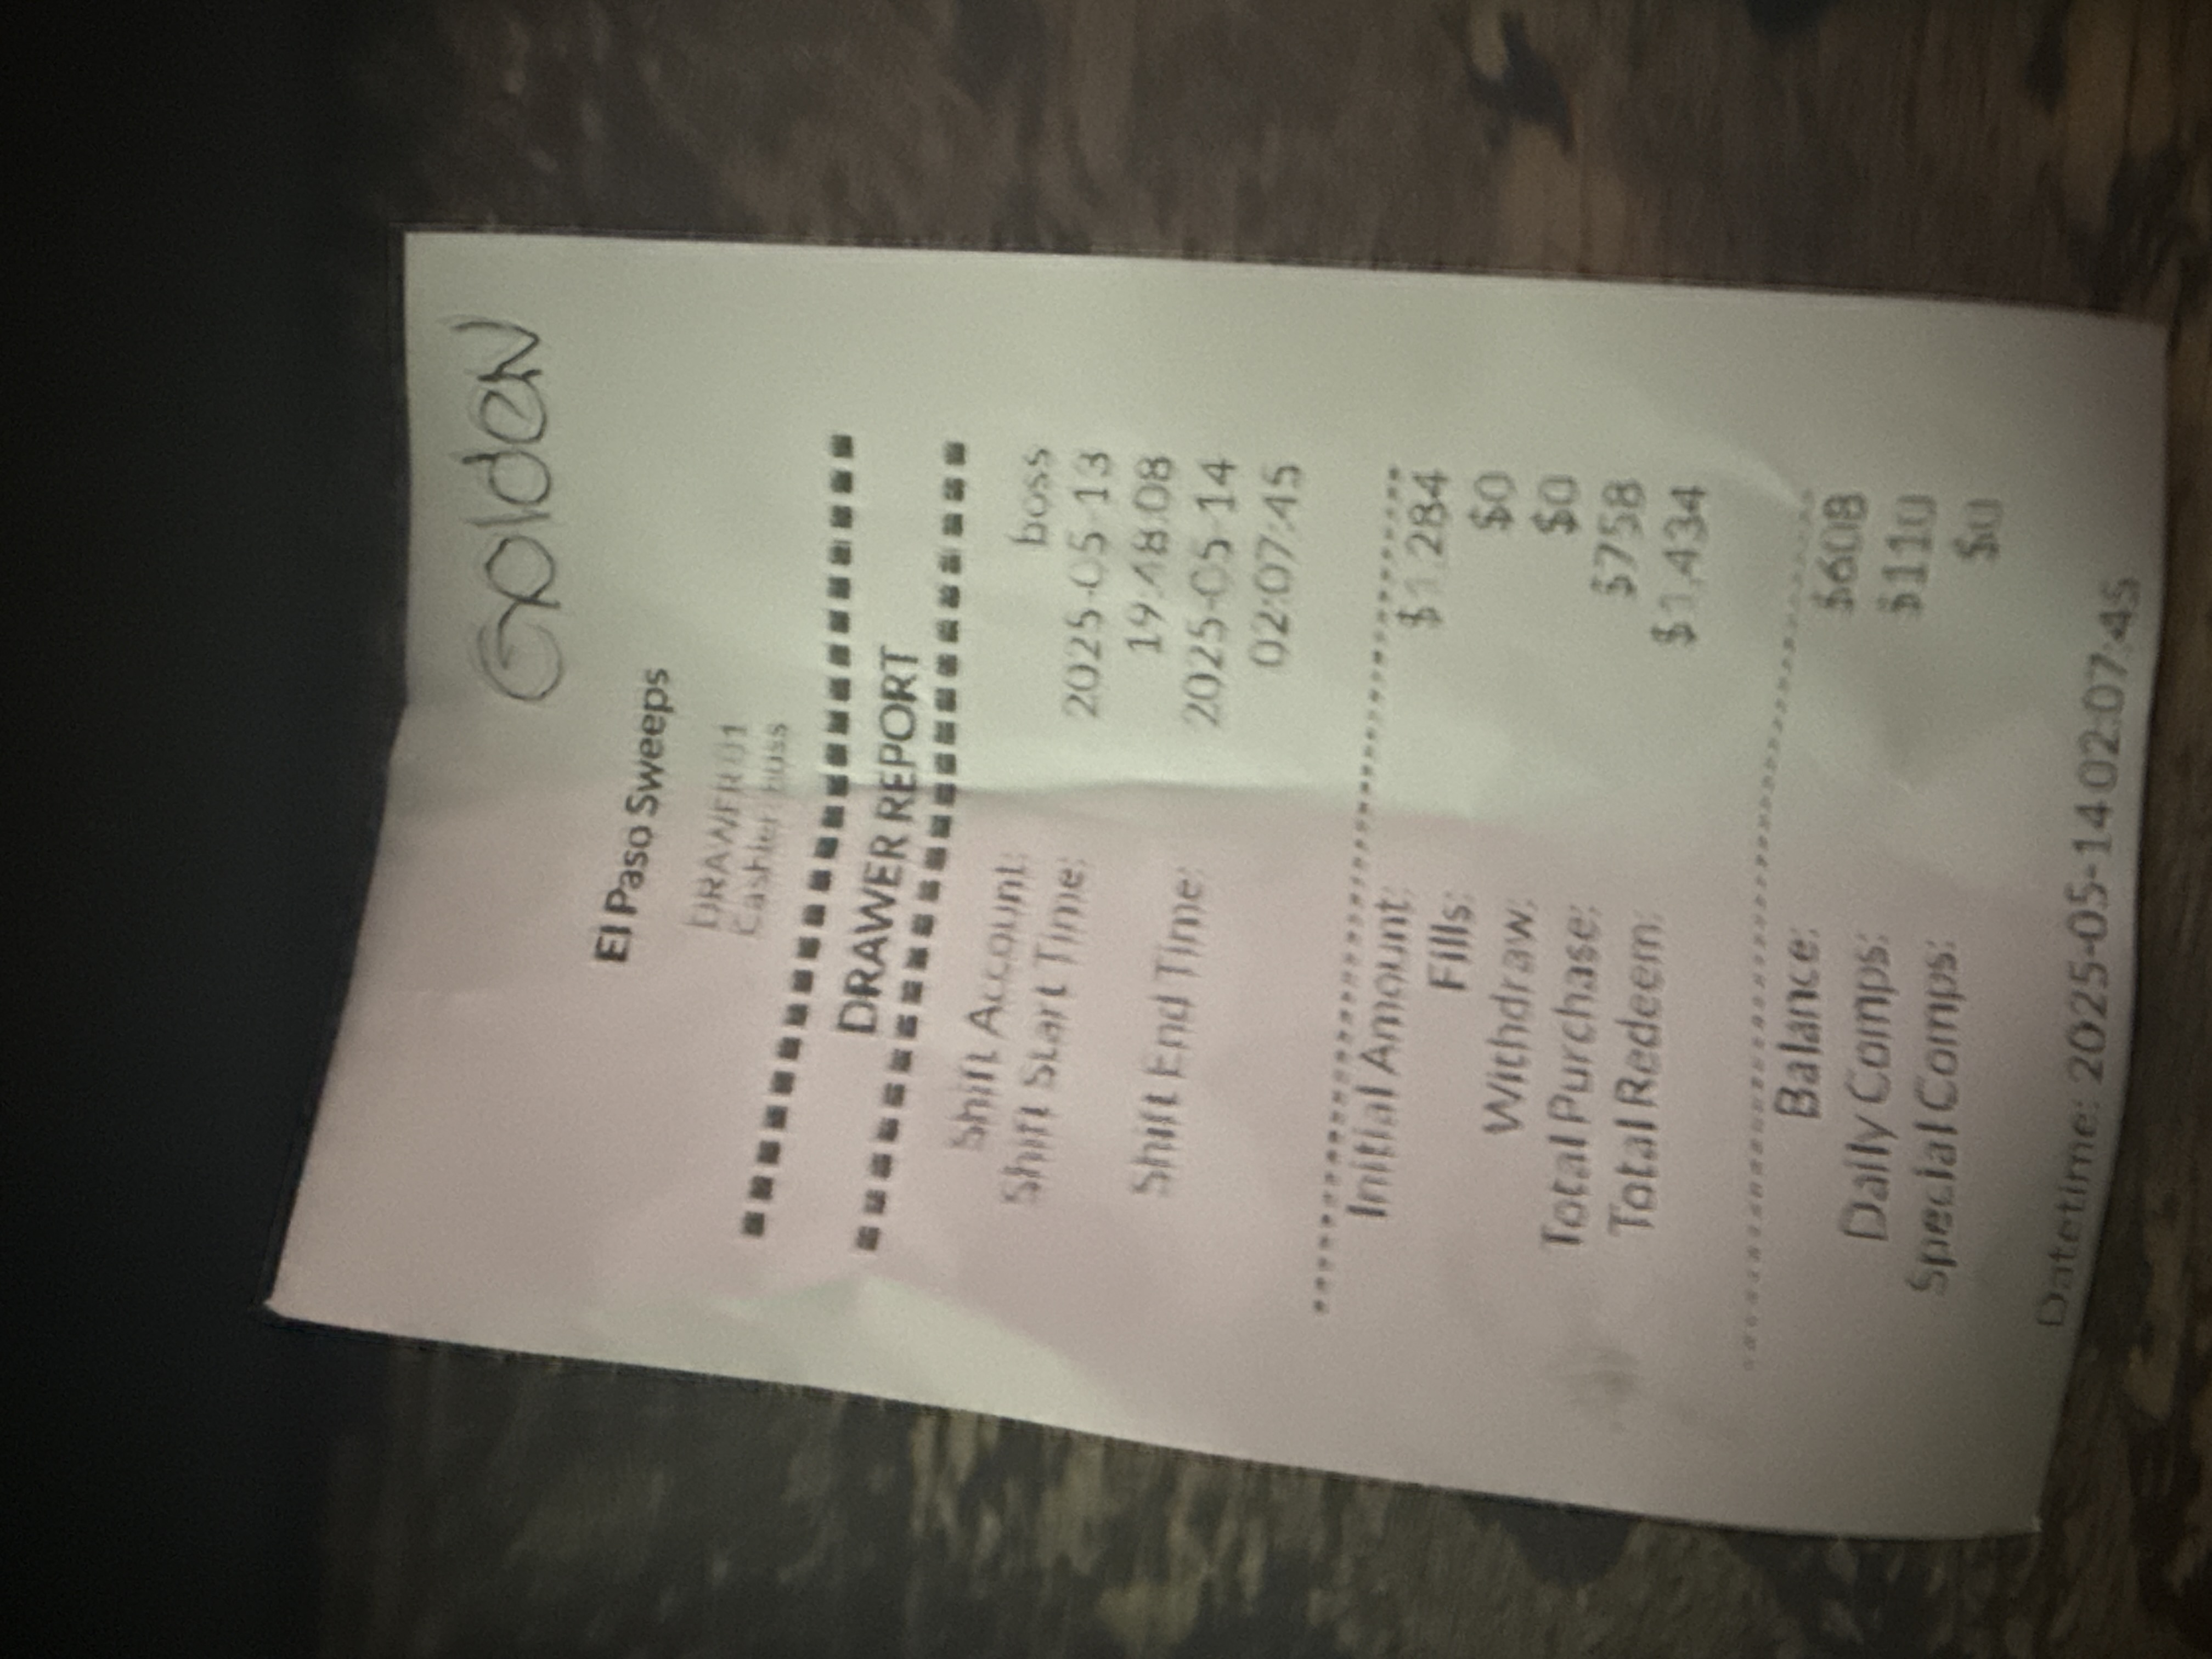 Golden
El Paso Sweeps
DRAWER 01
Cashier: boss
DRAWER REPORT
Shift Account: boss
Shift Start Time: 2025-05-13
19:48:08
Shift End Time: 2025-05-14
02:07:45
Initial Amount: $1,284
Fills: $0
Withdraw: $0
Total Purchase: $758
Total Redeem: $1,434
Balance: $608
Daily Comps: $110
Special Comps: $0
Datetime: 2025-05-14 02:07:45